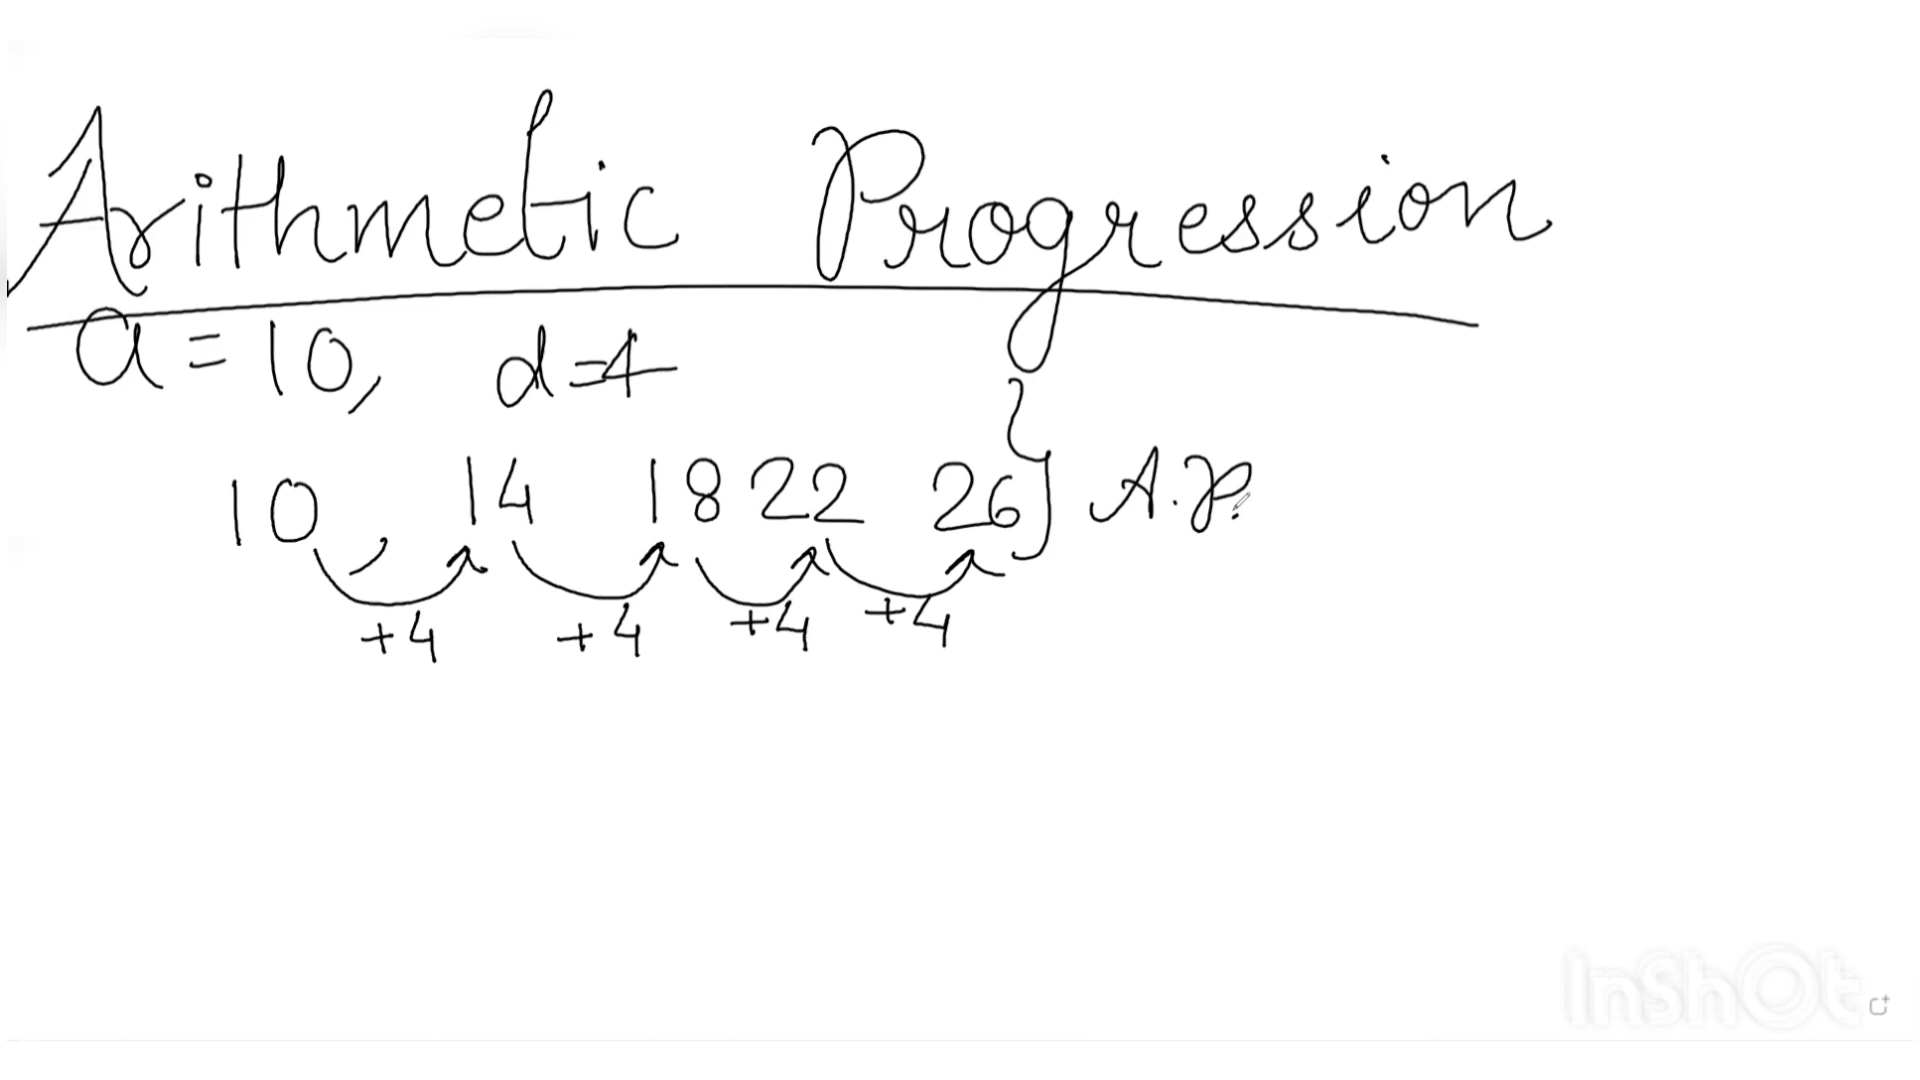 Arithmetic Progression
a = 10, d = 4
10, 14 18 22 26 } A.P.
+4 +4 +4 +4
InShOt